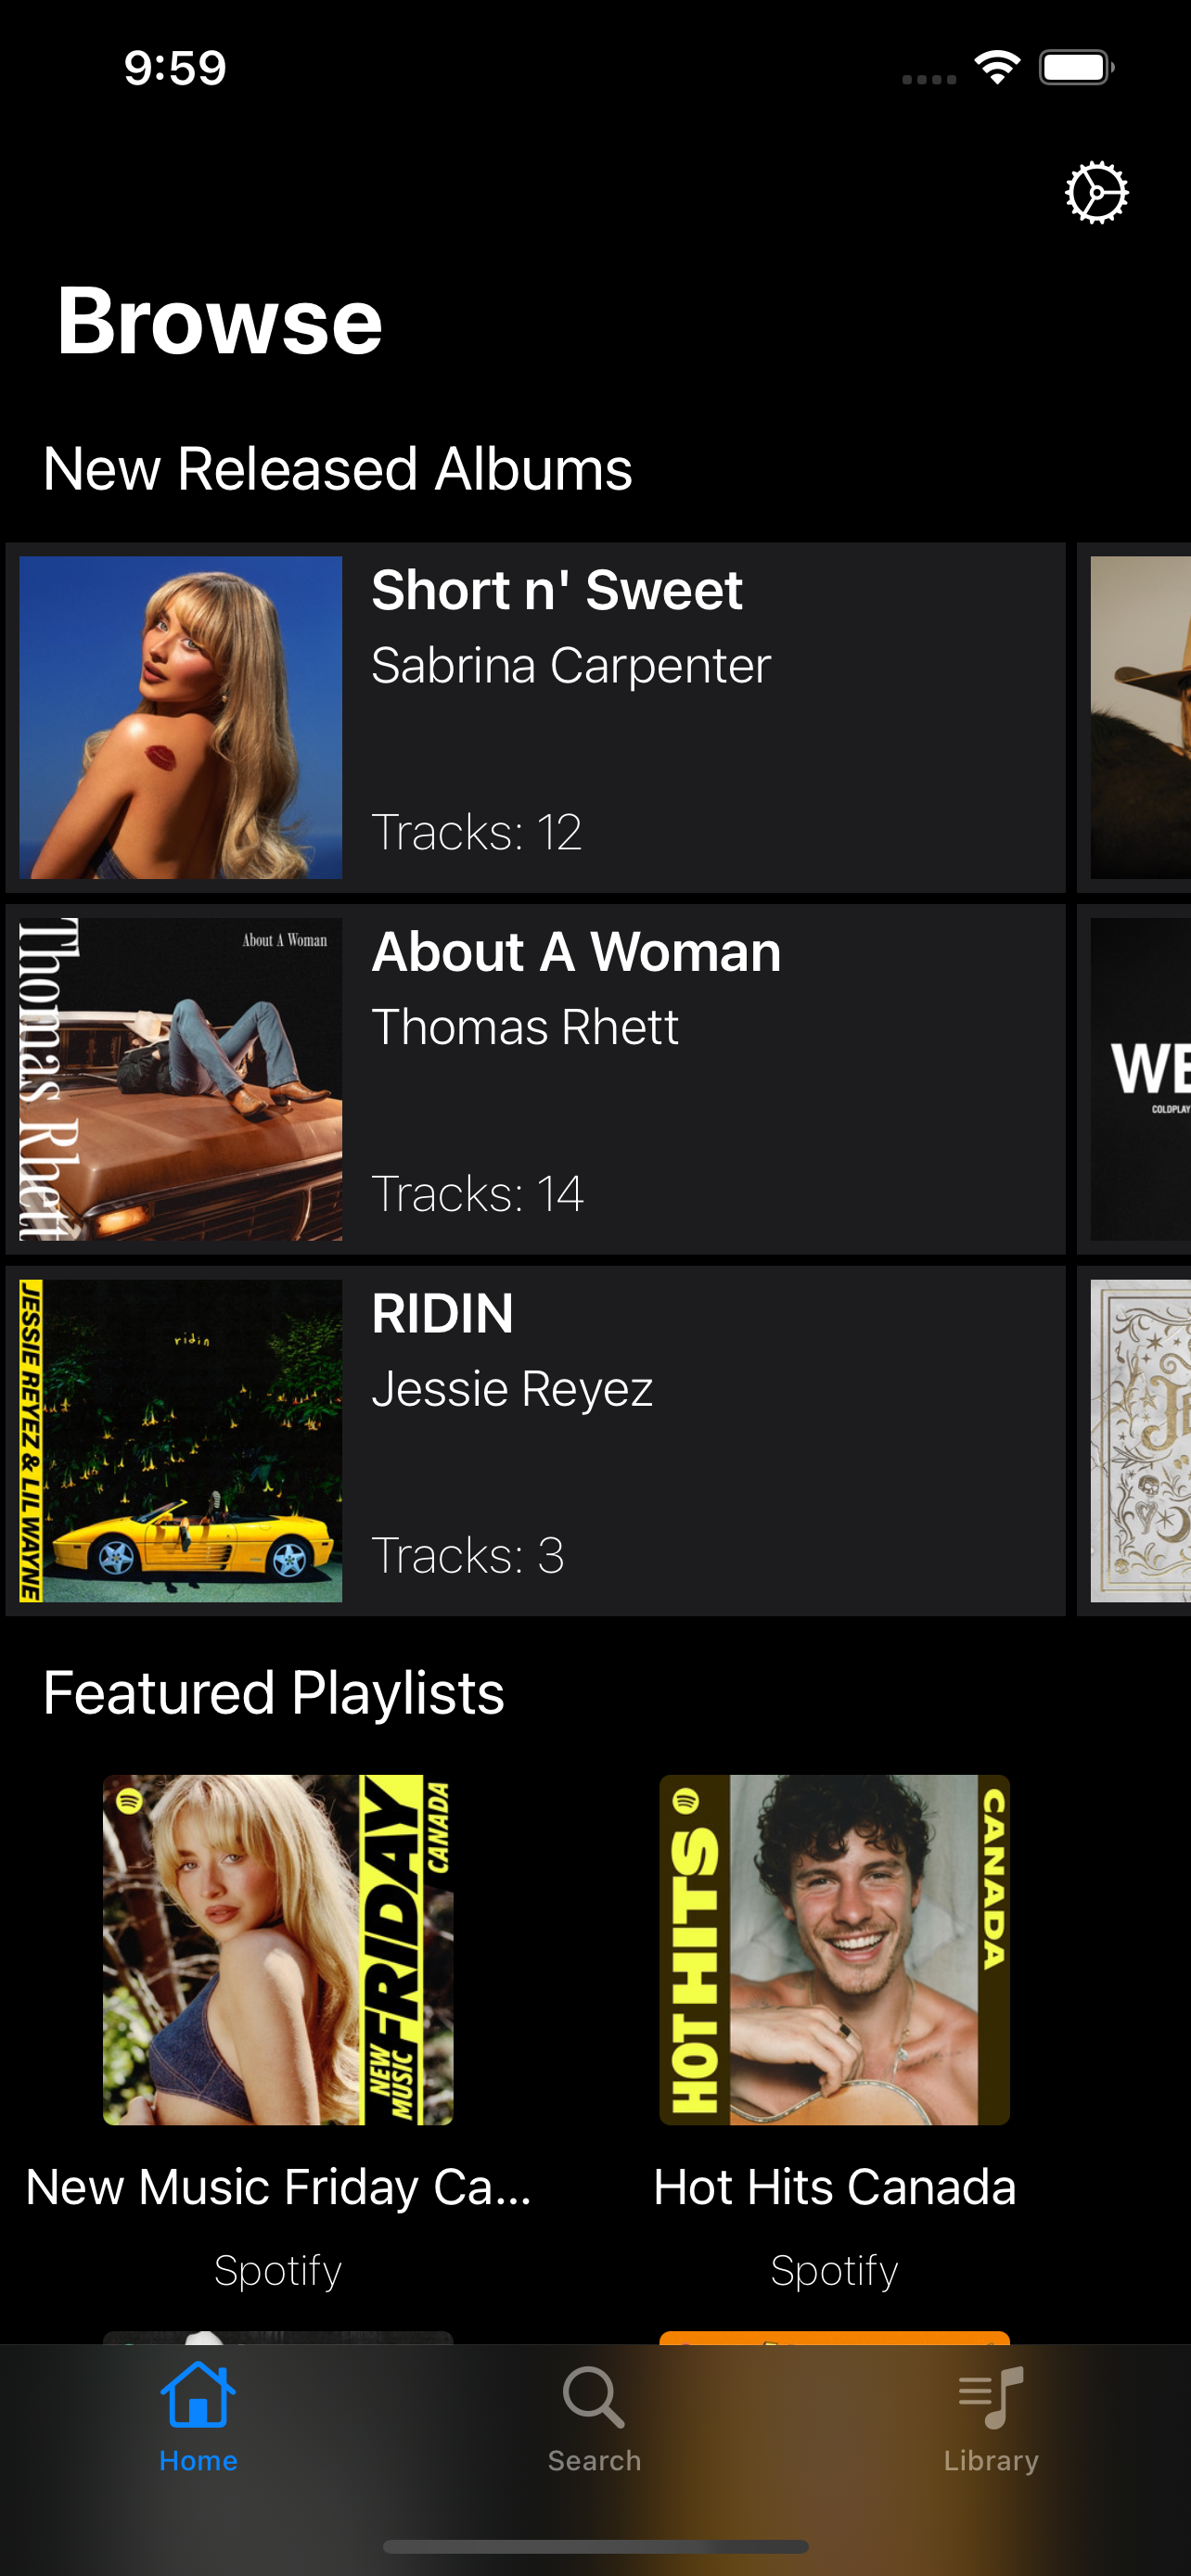 9:59
Browse
New Released Albums
Short n' Sweet
Sabrina Carpenter
Tracks: 12
Thomas Rhett
About A Woman
About A Woman
Thomas Rhett
Tracks: 14
WE
COLDPLAY
JESSIE REYEZ & LIL WAYNE
ridin
RIDIN
Jessie Reyez
Tracks: 3
Featured Playlists
NEW MUSIC FRIDAY
CANADA
HOT HITS
CANADA
New Music Friday Ca...
Hot Hits Canada
Spotify
Spotify
Home
Search
Library